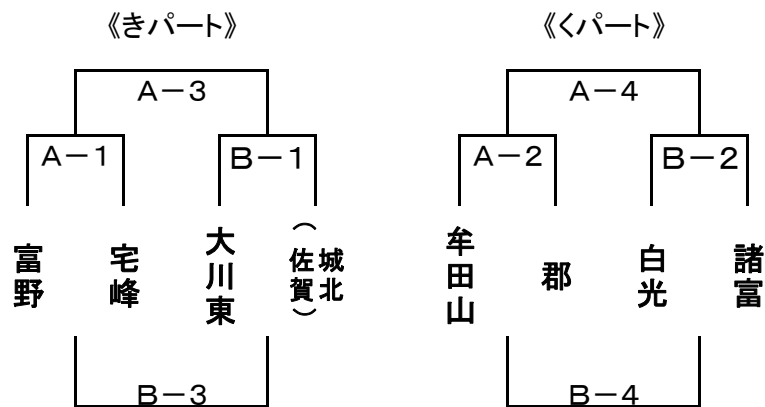 《きパート》
A-3
A-1
B-1
富野
宅峰
大川東
城北
(佐賀)
B-3
《くパート》
A-4
A-2
B-2
牟田山
郡
白光
諸富
B-4